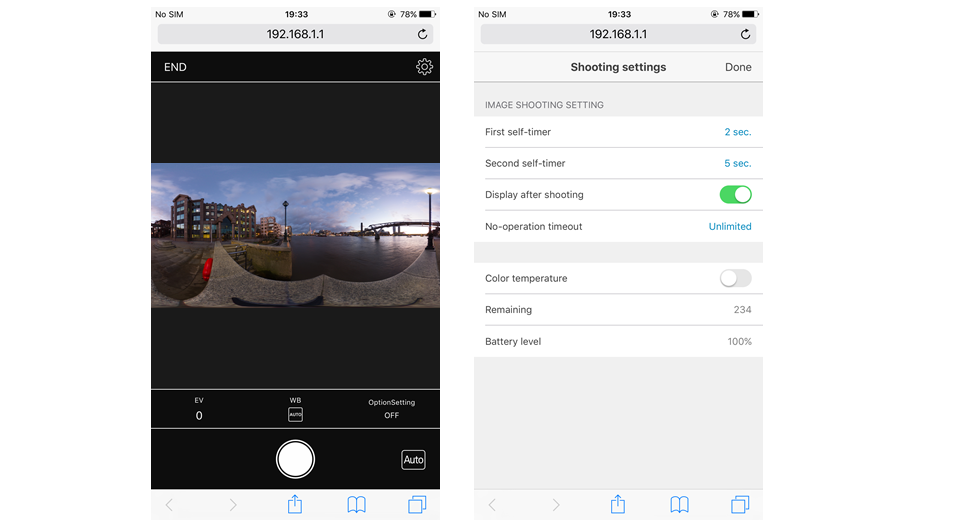 No SIM 19:33 78%
192.168.1.1
END
EV WB OptionSetting
0 AUTO OFF
Auto
No SIM 19:33 78%
192.168.1.1
Shooting settings Done
IMAGE SHOOTING SETTING
First self-timer 2 sec.
Second self-timer 5 sec.
Display after shooting
No-operation timeout Unlimited
Color temperature
Remaining 234
Battery level 100%